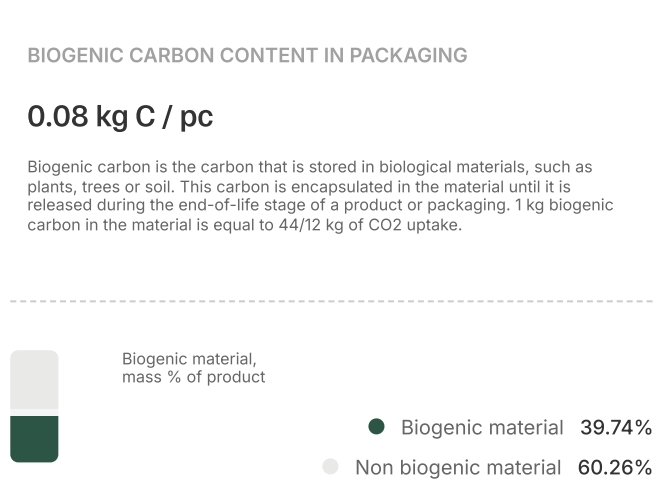 BIOGENIC CARBON CONTENT IN PACKAGING
0.08 kg C / pc
Biogenic carbon is the carbon that is stored in biological materials, such as
plants, trees or soil. This carbon is encapsulated in the material until it is
released during the end-of-life stage of a product or packaging. 1 kg biogenic
carbon in the material is equal to 44/12 kg of CO2 uptake.
Biogenic material,
mass % of product
Biogenic material 39.74%
Non biogenic material 60.26%